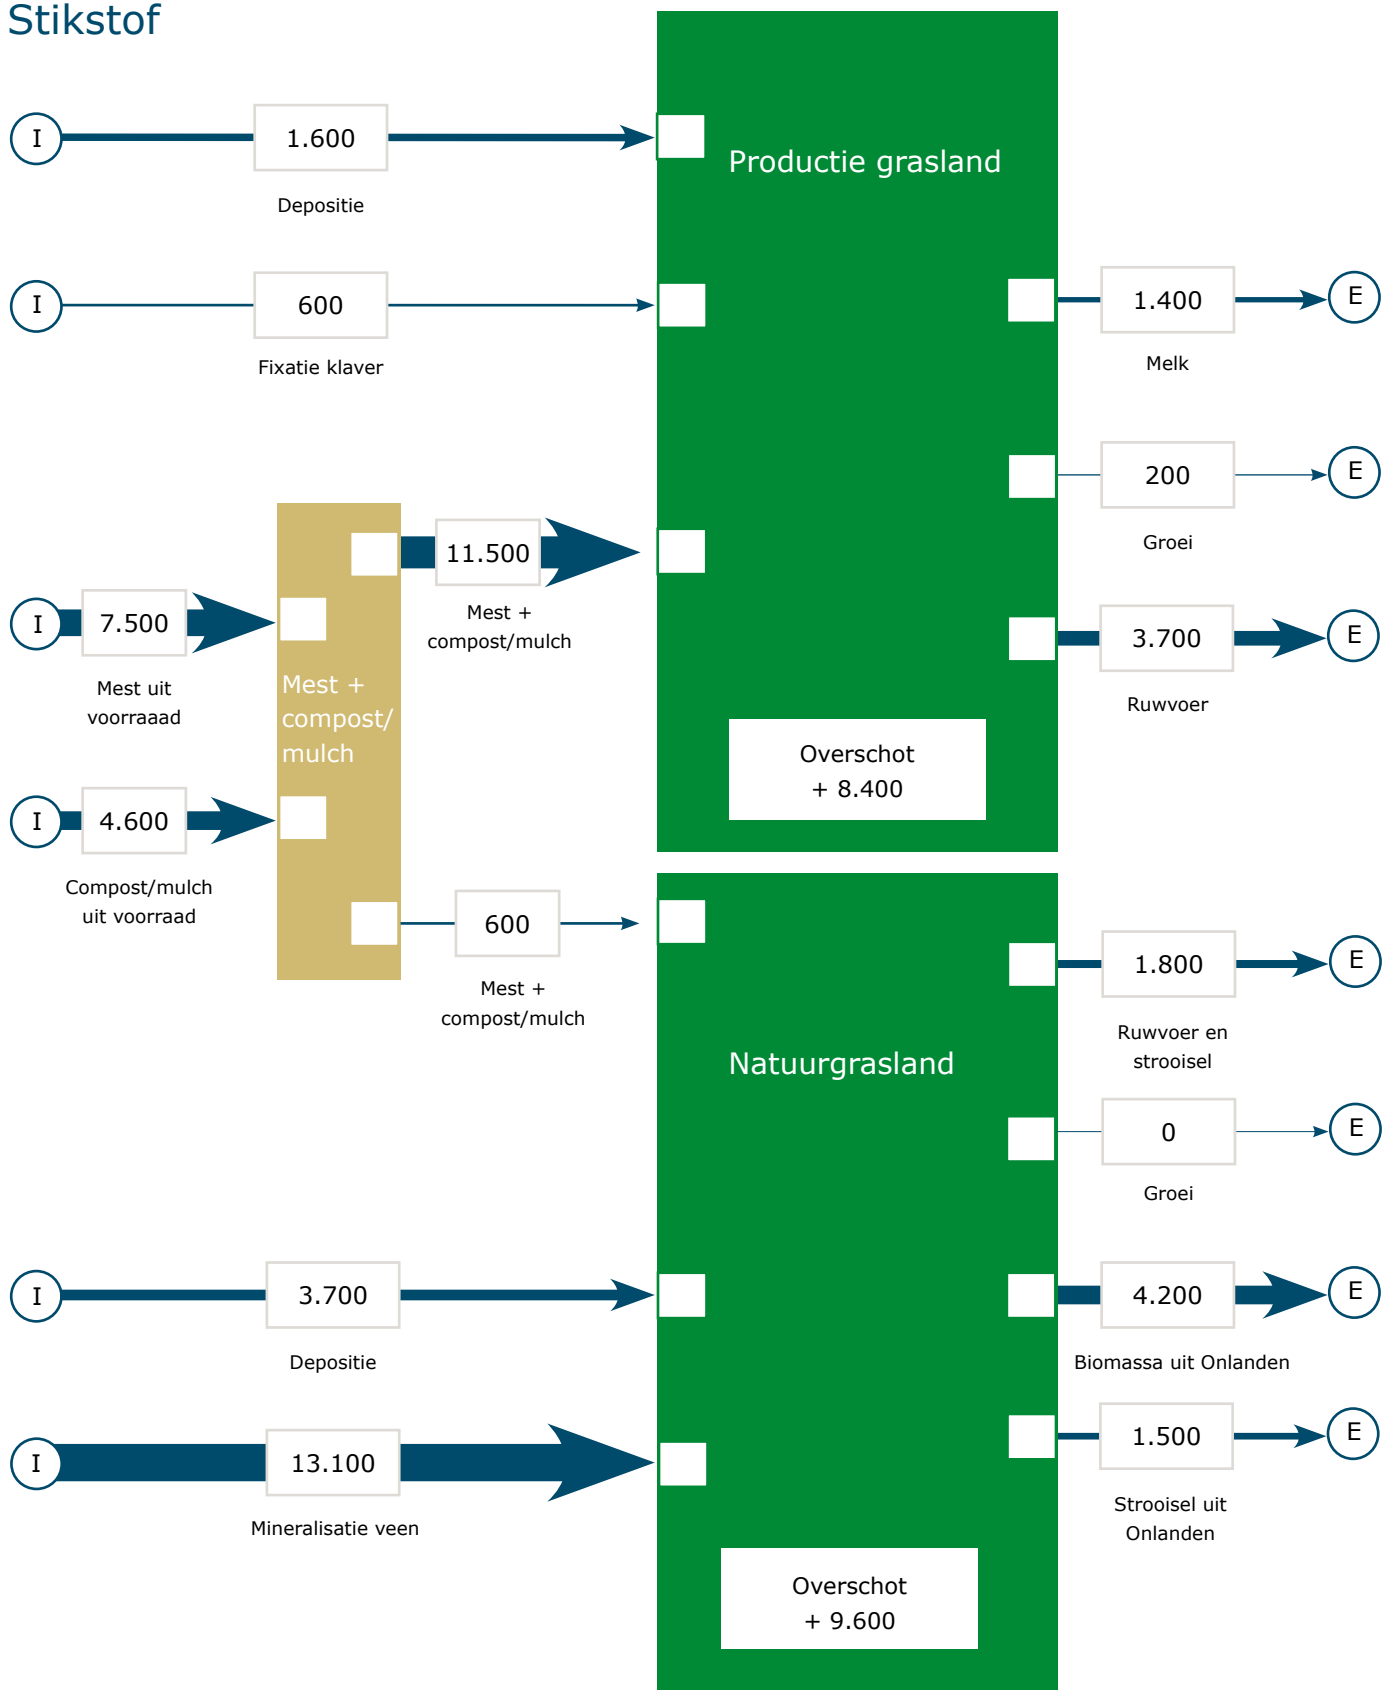 Stikstof
I
1.600
Depositie
Productie grasland
I
600
Fixatie klaver
1.400
E
Melk
200
E
Groei
11.500
Mest +
compost/mulch
I
7.500
Mest uit
voorraaad
3.700
E
Ruwvoer
Mest +
compost/
mulch
Overschot
+ 8.400
I
4.600
Compost/mulch
uit voorraad
600
Mest +
compost/mulch
1.800
E
Ruwvoer en
strooisel
Natuurgrasland
0
E
Groei
I
3.700
Depositie
4.200
E
Biomassa uit Onlanden
I
13.100
Mineralisatie veen
1.500
E
Strooisel uit
Onlanden
Overschot
+ 9.600